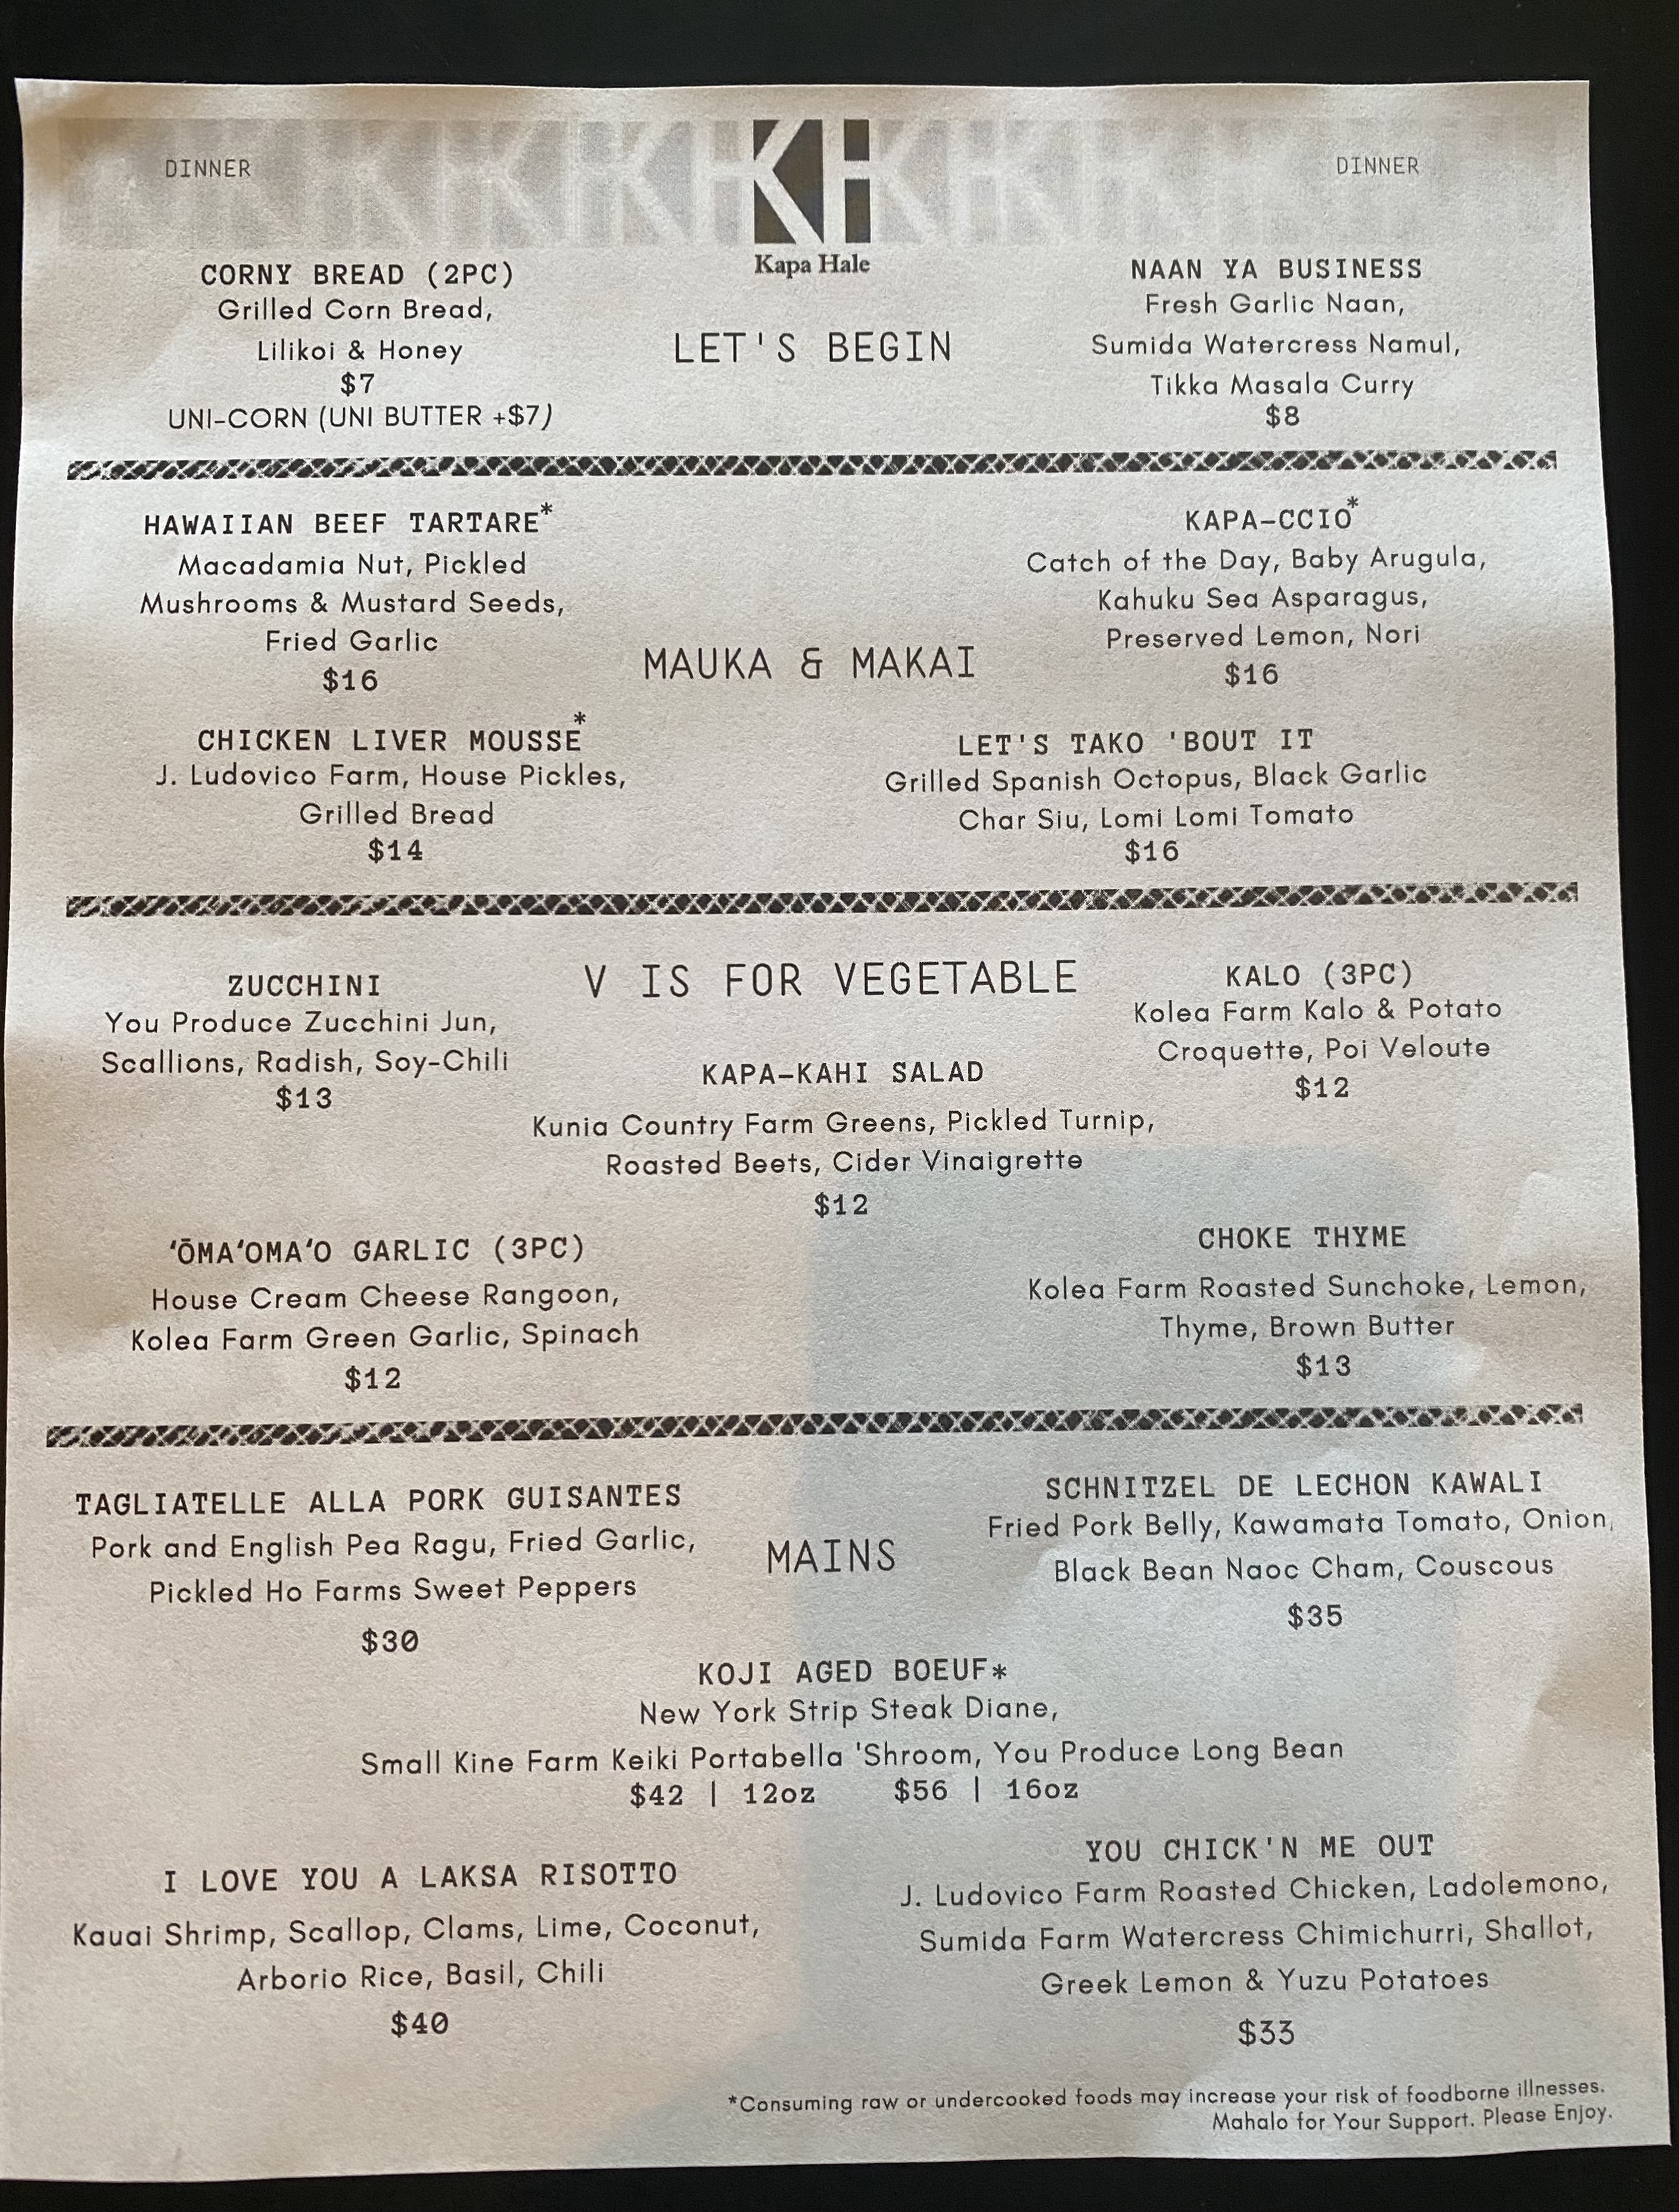 DINNER
KH
DINNER
Kapa Hale
CORNY BREAD (2PC)
Grilled Corn Bread,
Lilikoi & Honey
$7
UNI-CORN (UNI BUTTER +$7)
LET'S BEGIN
NAAN YA BUSINESS
Fresh Garlic Naan,
Sumida Watercress Namul,
Tikka Masala Curry
$8
HAWAIIAN BEEF TARTARE*
Macadamia Nut, Pickled
Mushrooms & Mustard Seeds,
Fried Garlic
$16
MAUKA & MAKAI
KAPA-CCIO*
Catch of the Day, Baby Arugula,
Kahuku Sea Asparagus,
Preserved Lemon, Nori
$16
CHICKEN LIVER MOUSSE*
J. Ludovico Farm, House Pickles,
Grilled Bread
$14
LET'S TAKO 'BOUT IT
Grilled Spanish Octopus, Black Garlic
Char Siu, Lomi Lomi Tomato
$16
V IS FOR VEGETABLE
ZUCCHINI
You Produce Zucchini Jun,
Scallions, Radish, Soy-Chili
$13
KALO (3PC)
Kolea Farm Kalo & Potato
Croquette, Poi Veloute
$12
KAPA-KAHI SALAD
Kunia Country Farm Greens, Pickled Turnip,
Roasted Beets, Cider Vinaigrette
$12
ʻŌMAʻOMAʻO GARLIC (3PC)
House Cream Cheese Rangoon,
Kolea Farm Green Garlic, Spinach
$12
CHOKE THYME
Kolea Farm Roasted Sunchoke, Lemon,
Thyme, Brown Butter
$13
TAGLIATELLE ALLA PORK GUISANTES
Pork and English Pea Ragu, Fried Garlic,
Pickled Ho Farms Sweet Peppers
$30
MAINS
SCHNITZEL DE LECHON KAWALI
Fried Pork Belly, Kawamata Tomato, Onion,
Black Bean Naoc Cham, Couscous
$35
KOJI AGED BOEUF*
New York Strip Steak Diane,
Small Kine Farm Keiki Portabella 'Shroom, You Produce Long Bean
$42 | 12oz $56 | 16oz
I LOVE YOU A LAKSA RISOTTO
Kauai Shrimp, Scallop, Clams, Lime, Coconut,
Arborio Rice, Basil, Chili
$40
YOU CHICK'N ME OUT
J. Ludovico Farm Roasted Chicken, Ladolemono,
Sumida Farm Watercress Chimichurri, Shallot,
Greek Lemon & Yuzu Potatoes
$33
*Consuming raw or undercooked foods may increase your risk of foodborne illnesses.
Mahalo for Your Support. Please Enjoy.